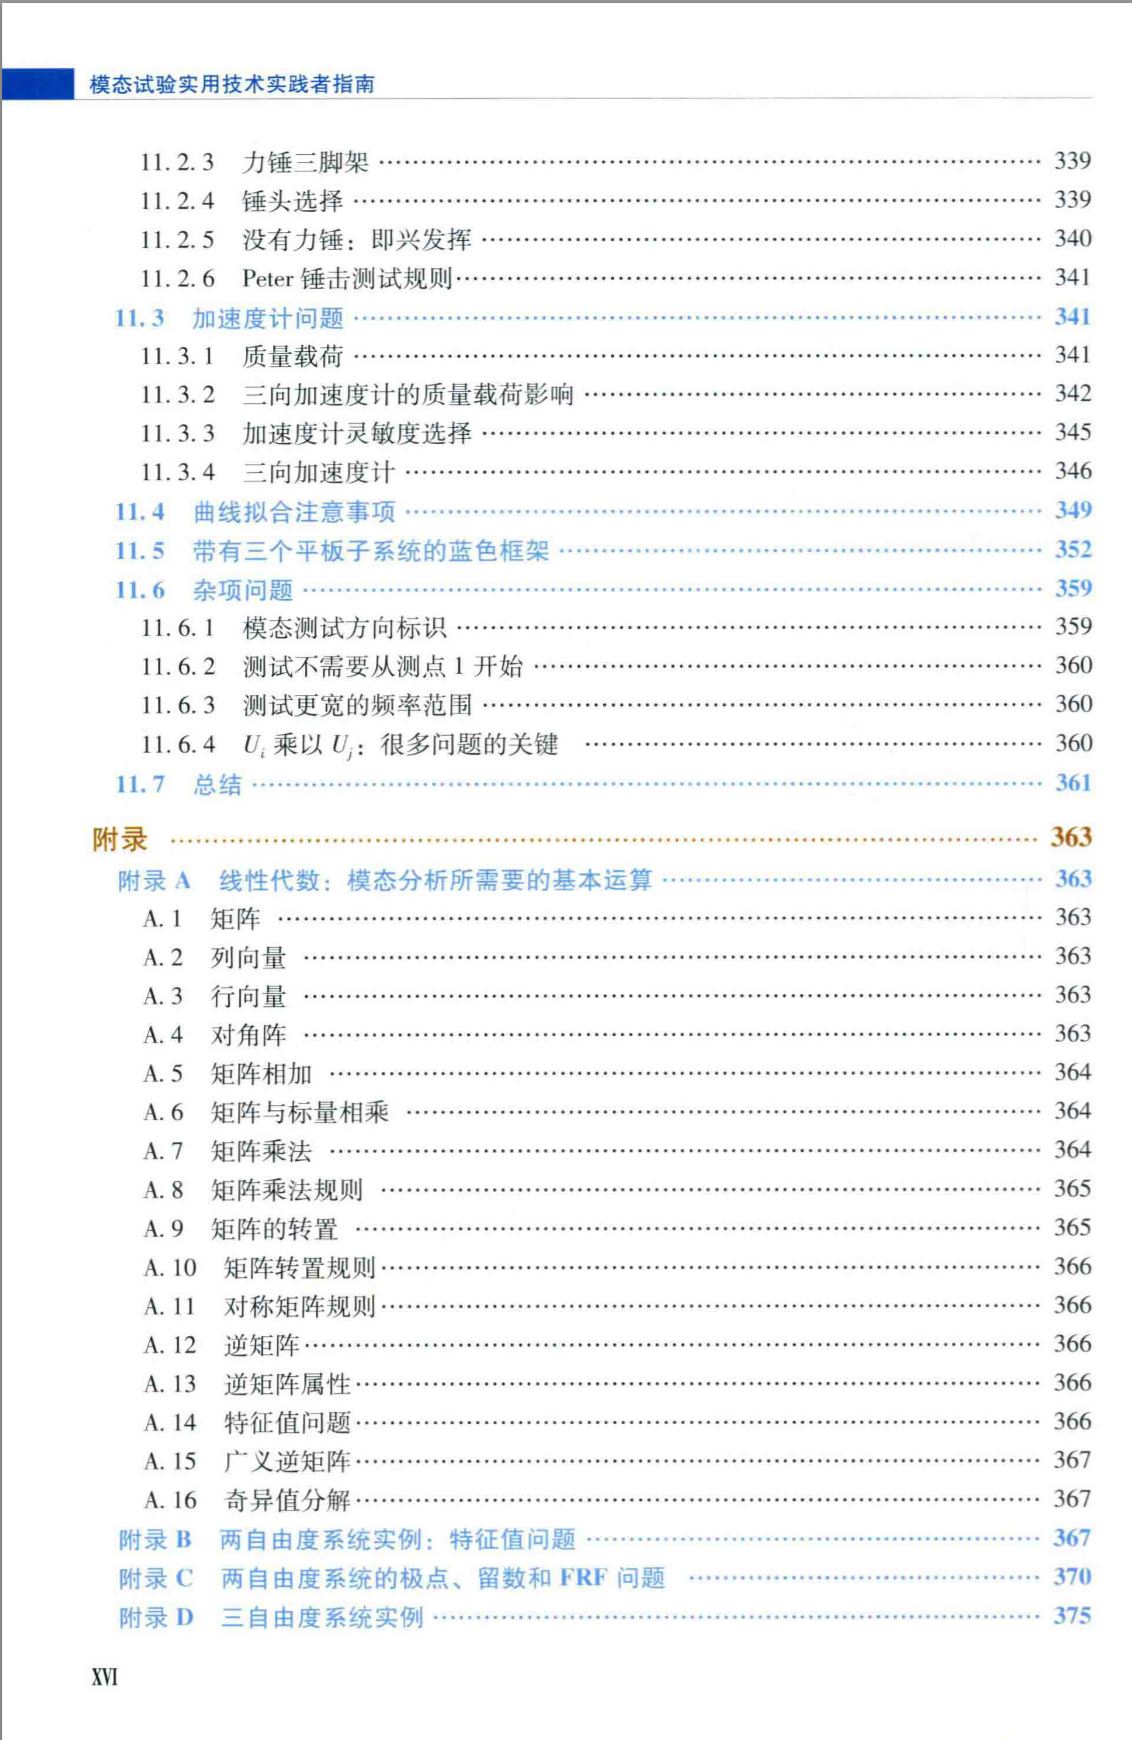 模态试验实用技术实践者指南
11.2.3 力锤三脚架 339
11.2.4 锤头选择 339
11.2.5 没有力锤：即兴发挥 340
11.2.6 Peter 锤击测试规则 341
11.3 加速度计问题 341
11.3.1 质量载荷 341
11.3.2 三向加速度计的质量载荷影响 342
11.3.3 加速度计灵敏度选择 345
11.3.4 三向加速度计 346
11.4 曲线拟合注意事项 349
11.5 带有三个平板子系统的蓝色框架 352
11.6 杂项问题 359
11.6.1 模态测试方向标识 359
11.6.2 测试不需要从测点 1 开始 360
11.6.3 测试更宽的频率范围 360
11.6.4 Ui 乘以 Uj：很多问题的关键 360
11.7 总结 361
附录 363
附录 A 线性代数：模态分析所需要的基本运算 363
A.1 矩阵 363
A.2 列向量 363
A.3 行向量 363
A.4 对角阵 363
A.5 矩阵相加 364
A.6 矩阵与标量相乘 364
A.7 矩阵乘法 364
A.8 矩阵乘法规则 365
A.9 矩阵的转置 365
A.10 矩阵转置规则 366
A.11 对称矩阵规则 366
A.12 逆矩阵 366
A.13 逆矩阵属性 366
A.14 特征值问题 366
A.15 广义逆矩阵 367
A.16 奇异值分解 367
附录 B 两自由度系统实例：特征值问题 367
附录 C 两自由度系统的极点、留数和 FRF 问题 370
附录 D 三自由度系统实例 375
XVI